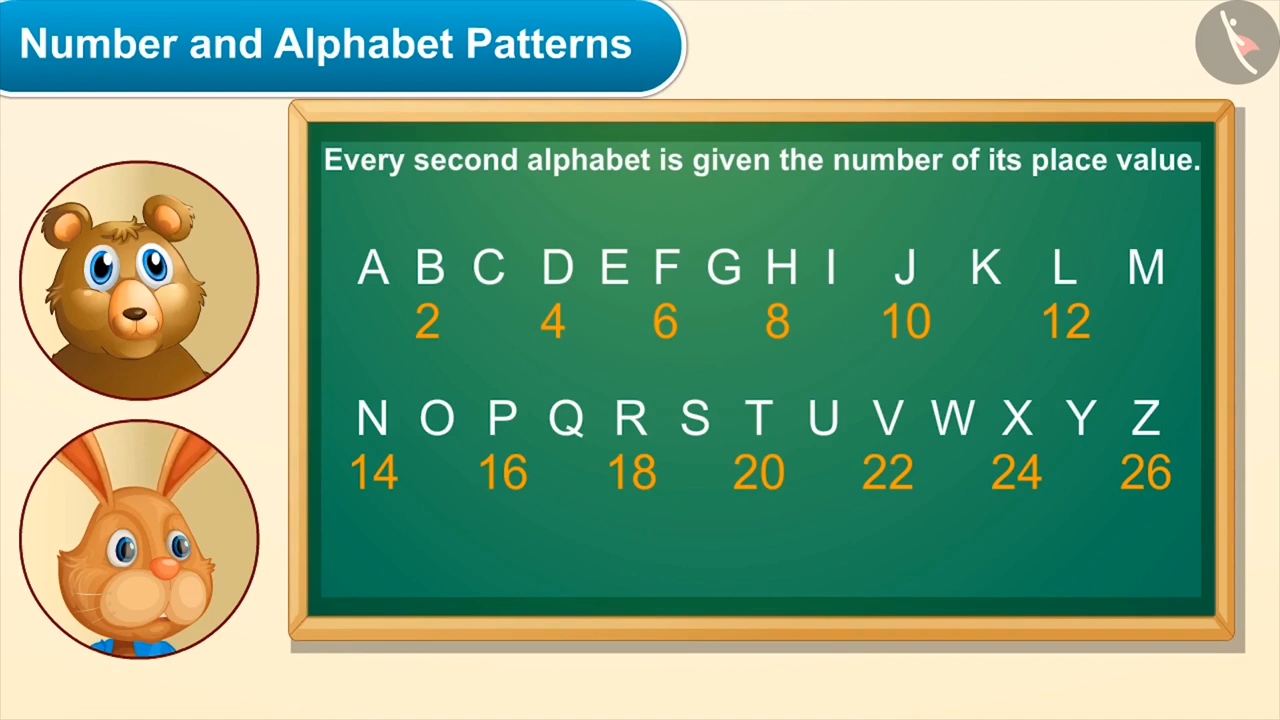 Number and Alphabet Patterns
Every second alphabet is given the number of its place value.
A B C D E F G H I J K L M
2 4 6 8 10 12
N O P Q R S T U V W X Y Z
14 16 18 20 22 24 26